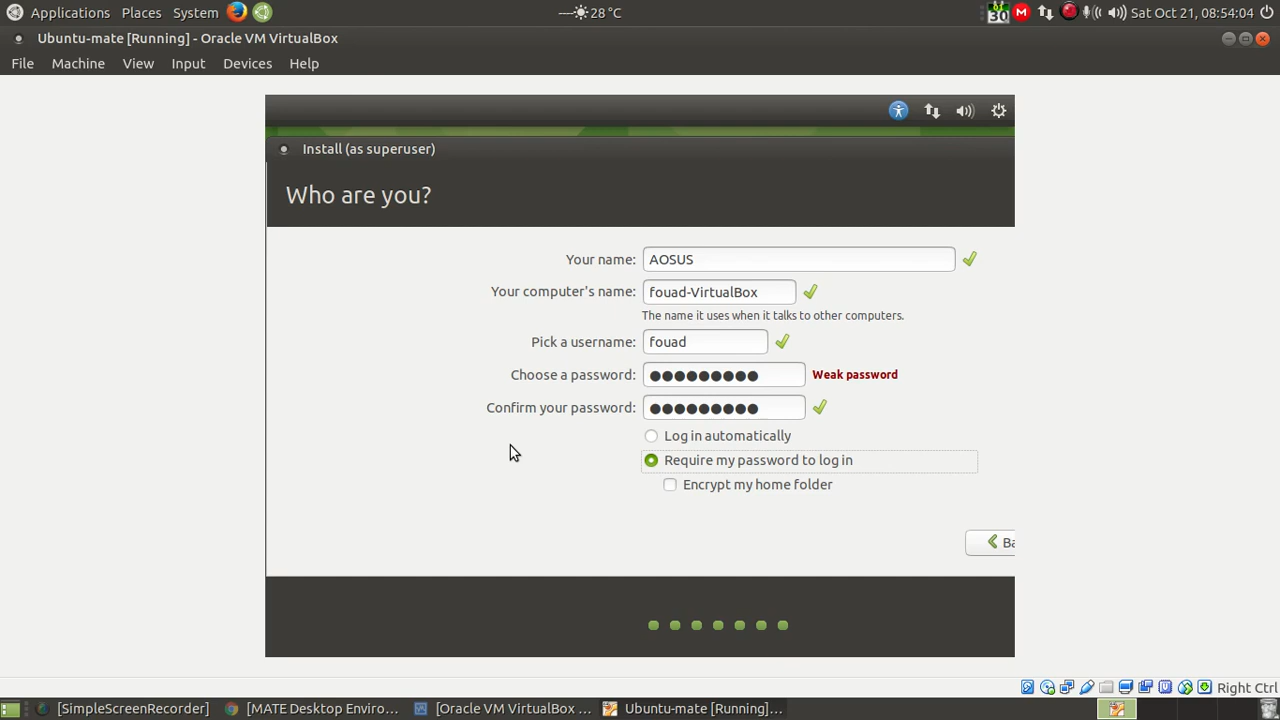 Applications Places System 28 °C 30 M Sat Oct 21, 08:54:04
Ubuntu-mate [Running] - Oracle VM VirtualBox
File Machine View Input Devices Help
Install (as superuser)
Who are you?
Your name: AOSUS
Your computer's name: fouad-VirtualBox
The name it uses when it talks to other computers.
Pick a username: fouad
Choose a password: ●●●●●●●●● Weak password
Confirm your password: ●●●●●●●●●
Log in automatically
Require my password to log in
Encrypt my home folder
Ba
Right Ctrl
[SimpleScreenRecorder] [MATE Desktop Enviro... [Oracle VM VirtualBox ... Ubuntu-mate [Running]...